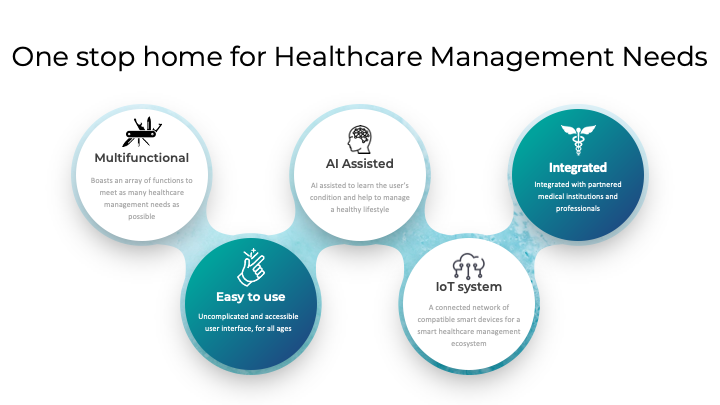 One stop home for Healthcare Management Needs
Multifunctional
Boasts an array of functions to
meet as many healthcare
management needs as
possible
Easy to use
Uncomplicated and accessible
user interface, for all ages
AI Assisted
AI assisted to learn the user's
condition and help to manage
a healthy lifestyle
IoT system
A connected network of
compatible smart devices for a
smart healthcare management
ecosystem
Integrated
Integrated with partnered
medical institutions and
professionals